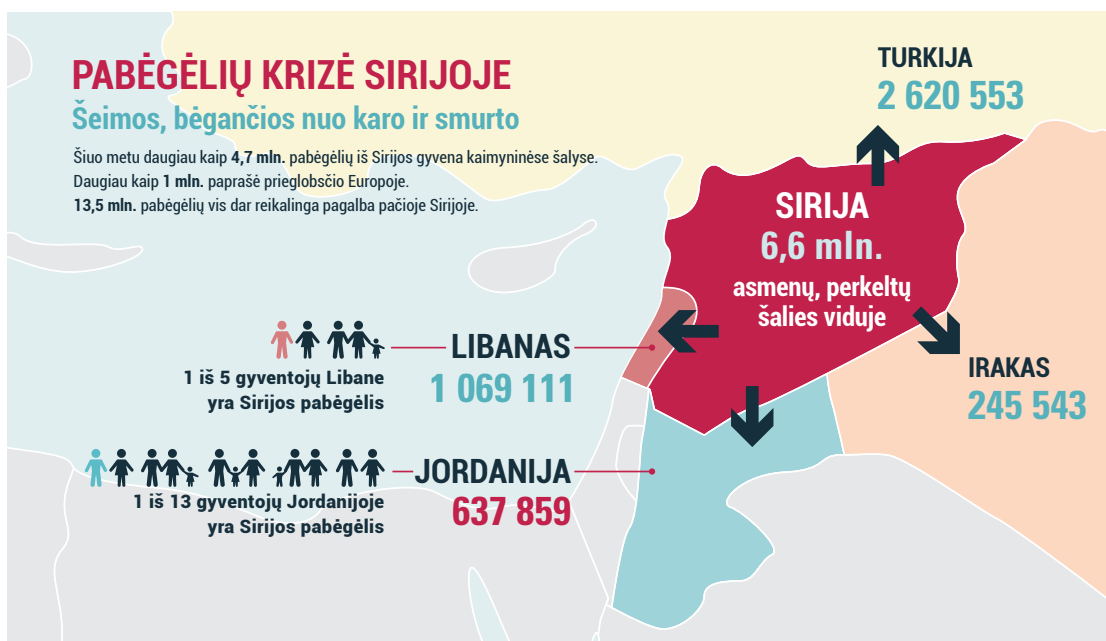 PABĖGĖLIŲ KRIZĖ SIRIJOJE
Šeimos, bėgančios nuo karo ir smurto
Šiuo metu daugiau kaip 4,7 mln. pabėgėlių iš Sirijos gyvena kaimyninėse šalyse.
Daugiau kaip 1 mln. paprašė prieglobsčio Europoje.
13,5 mln. pabėgėlių vis dar reikalinga pagalba pačioje Sirijoje.
TURKIJA
2 620 553
SIRIJA
6,6 mln.
asmenų, perkeltų
šalies viduje
LIBANAS
1 069 111
1 iš 5 gyventojų Libane
yra Sirijos pabėgėlis
IRAKAS
245 543
JORDANIJA
637 859
1 iš 13 gyventojų Jordanijoje
yra Sirijos pabėgėlis